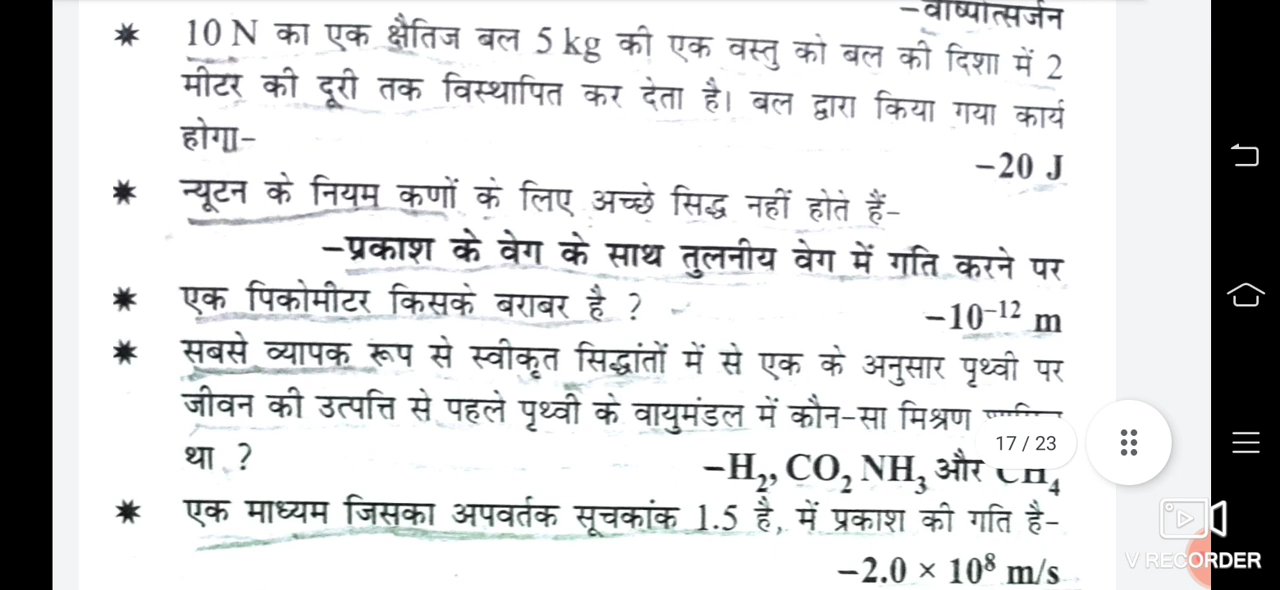 –वाष्पोत्सर्जन
* 10 N का एक क्षैतिज बल 5 kg की एक वस्तु को बल की दिशा में 2
मीटर की दूरी तक विस्थापित कर देता है। बल द्वारा किया गया कार्य
होगा–
–20 J
* न्यूटन के नियम कणों के लिए अच्छे सिद्ध नहीं होते हैं–
–प्रकाश के वेग के साथ तुलनीय वेग में गति करने पर
* एक पिकोमीटर किसके बराबर है ?
–10⁻¹² m
* सबसे व्यापक रूप से स्वीकृत सिद्धांतों में से एक के अनुसार पृथ्वी पर
जीवन की उत्पत्ति से पहले पृथ्वी के वायुमंडल में कौन-सा मिश्रण
था ?
17 / 23
–H₂, CO₂ NH₃ और CH₄
* एक माध्यम जिसका अपवर्तक सूचकांक 1.5 है, में प्रकाश की गति है–
–2.0 × 10⁸ m/s
V RECORDER